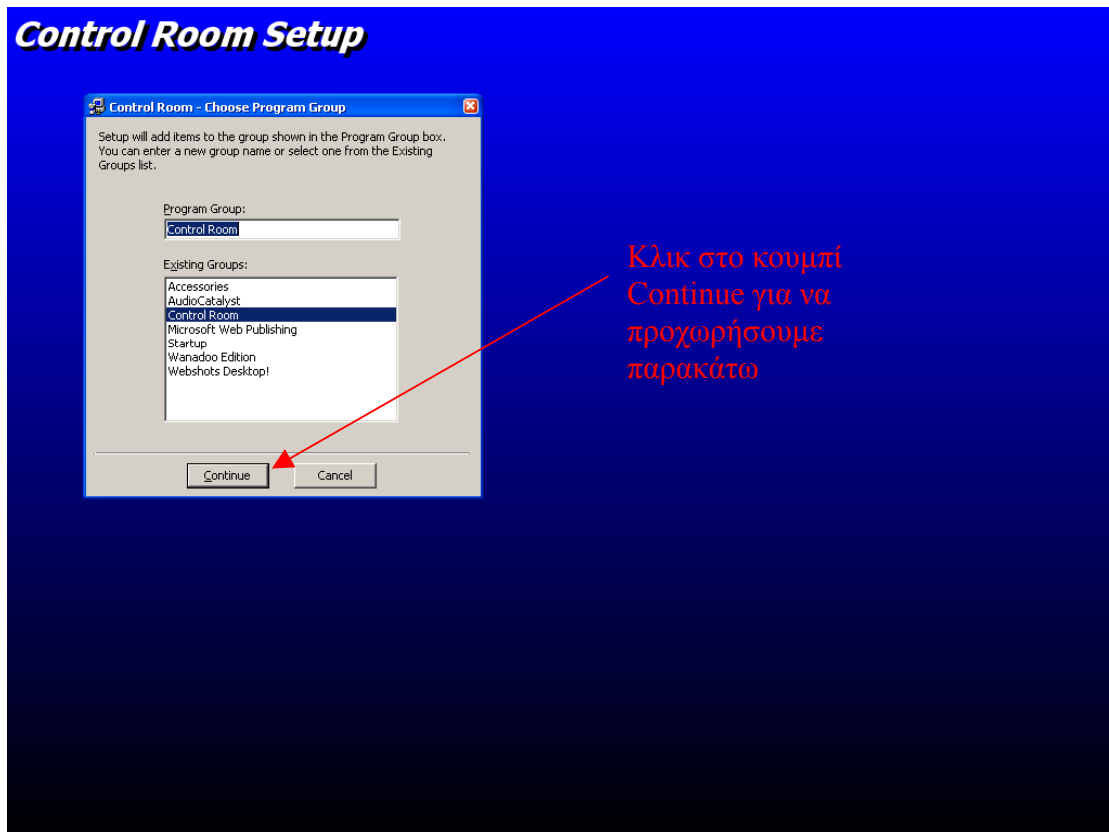 Control Room Setup
Control Room - Choose Program Group
Setup will add items to the group shown in the Program Group box.
You can enter a new group name or select one from the Existing
Groups list.
Program Group:
Control Room
Existing Groups:
Accessories
AudioCatalyst
Control Room
Microsoft Web Publishing
Startup
Wanadoo Edition
Webshots Desktop!
Continue
Cancel
Κλικ στο κουμπί
Continue για να
προχωρήσουμε
παρακάτω